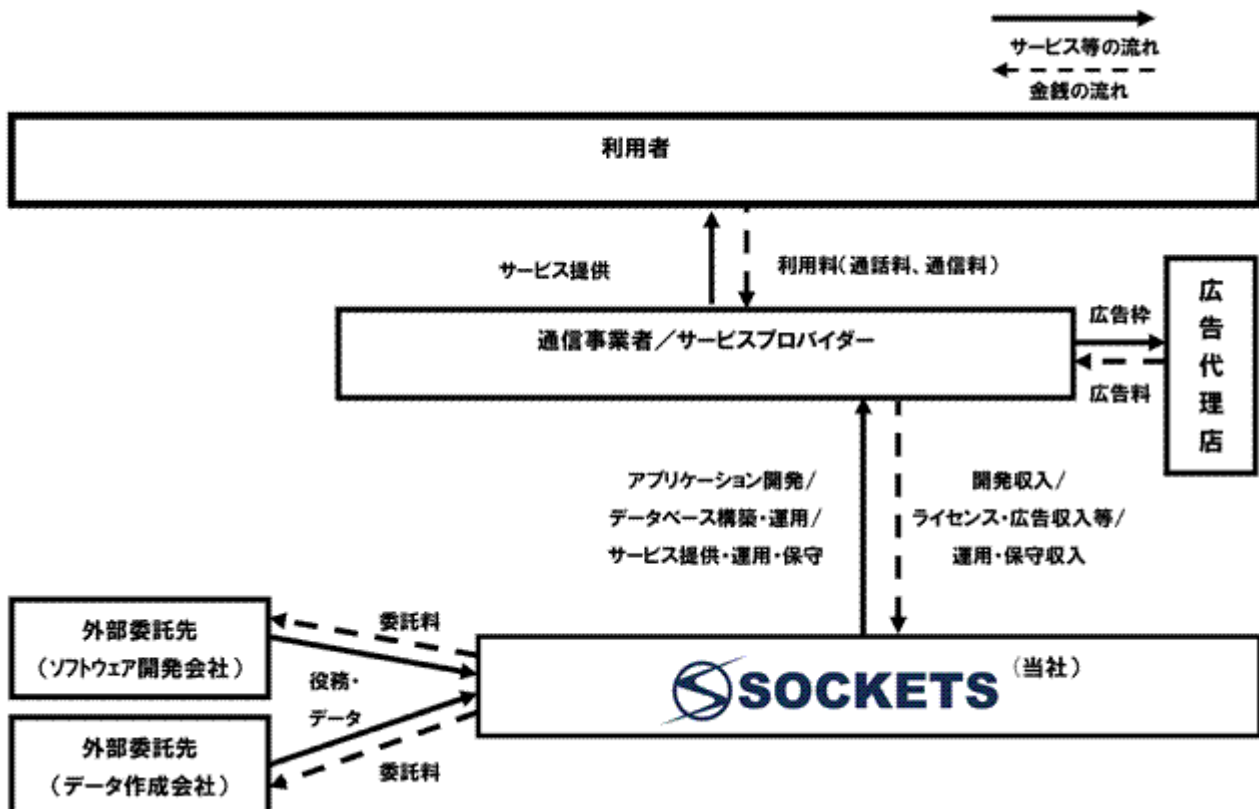 サービス等の流れ
金銭の流れ
利用者
サービス提供
利用料(通話料、通信料)
通信事業者/サービスプロバイダー
広告枠
広告料
広告代理店
アプリケーション開発/
データベース構築・運用/
サービス提供・運用・保守
開発収入/
ライセンス・広告収入等/
運用・保守収入
外部委託先
(ソフトウェア開発会社)
委託料
役務・
データ
SOCKETS
(当社)
外部委託先
(データ作成会社)
委託料